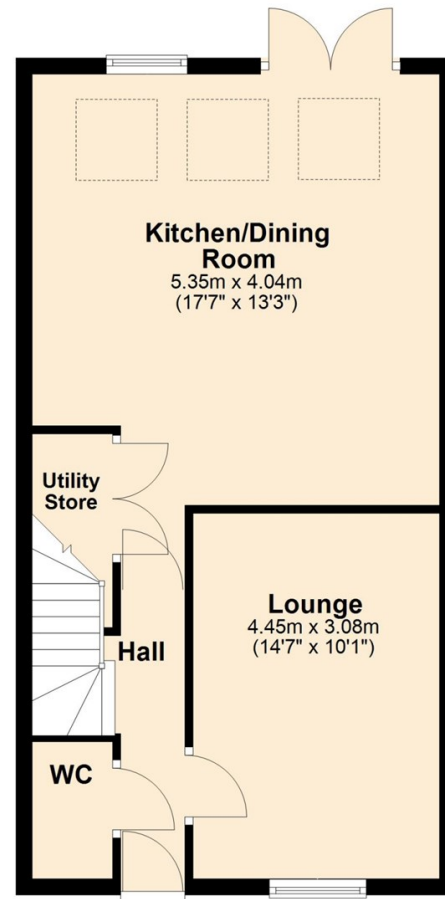 Kitchen/Dining
Room
5.35m x 4.04m
(17'7" x 13'3")
Utility
Store
Lounge
4.45m x 3.08m
(14'7" x 10'1")
Hall
WC